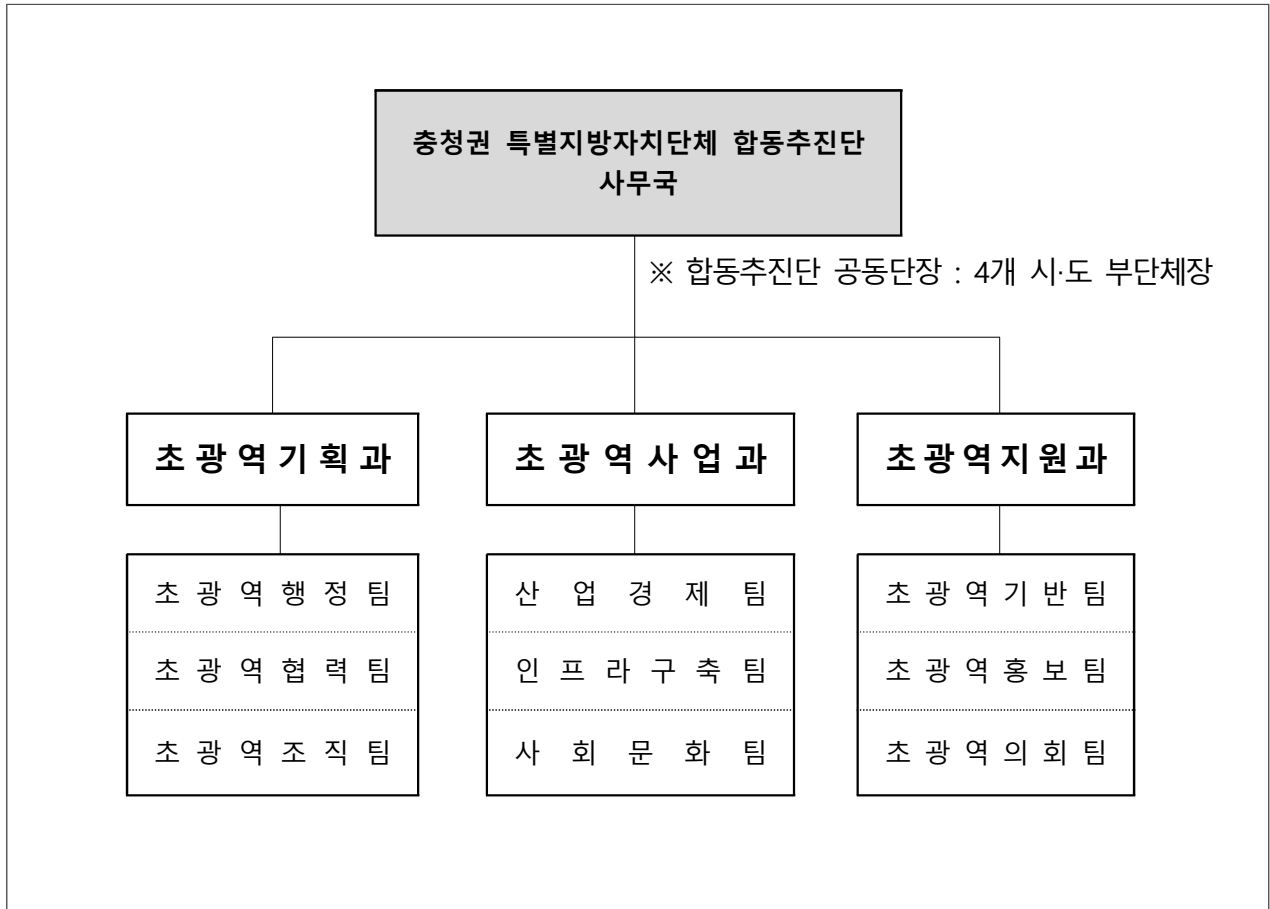 충청권 특별지방자치단체 합동추진단
사무국
※ 합동추진단 공동단장 : 4개 시·도 부단체장
초광역기획과
초광역사업과
초광역지원과
초광역행정팀
산업경제팀
초광역기반팀
초광역협력팀
인프라구축팀
초광역홍보팀
초광역조직팀
사회문화팀
초광역의회팀